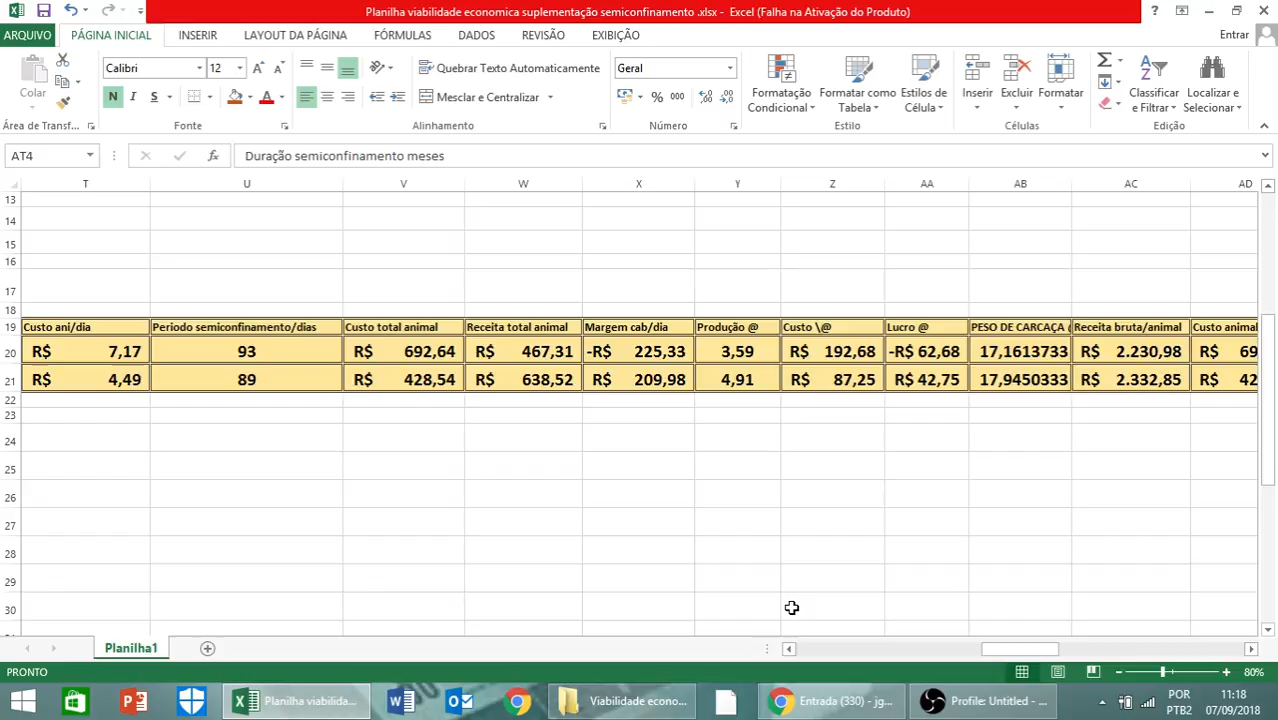 Planilha viabilidade economica suplementação semiconfinamento .xlsx - Excel (Falha na Ativação do Produto)
ARQUIVO PÁGINA INICIAL INSERIR LAYOUT DA PÁGINA FÓRMULAS DADOS REVISÃO EXIBIÇÃO Entrar
Calibri 12 Quebrar Texto Automaticamente Geral
Colar N I S Mesclar e Centralizar % 000 Formatação Condicional Formatar como Tabela Estilos de Célula Inserir Excluir Formatar Classificar e Filtrar Localizar e Selecionar
Área de Transf... Fonte Alinhamento Número Estilo Células Edição
AT4 fx Duração semiconfinamento meses
T U V W X Y Z AA AB AC AD
13
14
15
16
17
18
19 Custo ani/dia Periodo semiconfinamento/dias Custo total animal Receita total animal Margem cab/dia Produção @ Custo \@ Lucro @ PESO DE CARCAÇA Receita bruta/animal Custo animal
20 R$ 7,17 93 R$ 692,64 R$ 467,31 -R$ 225,33 3,59 R$ 192,68 -R$ 62,68 17,1613733 R$ 2.230,98 R$ 69
21 R$ 4,49 89 R$ 428,54 R$ 638,52 R$ 209,98 4,91 R$ 87,25 R$ 42,75 17,9450333 R$ 2.332,85 R$ 42
22
23
24
25
26
27
28
29
30
Planilha1
PRONTO 80%
Planilha viabilida... Viabilidade econo... Entrada (330) - jg... Profile: Untitled - ... POR PTB2 11:18 07/09/2018